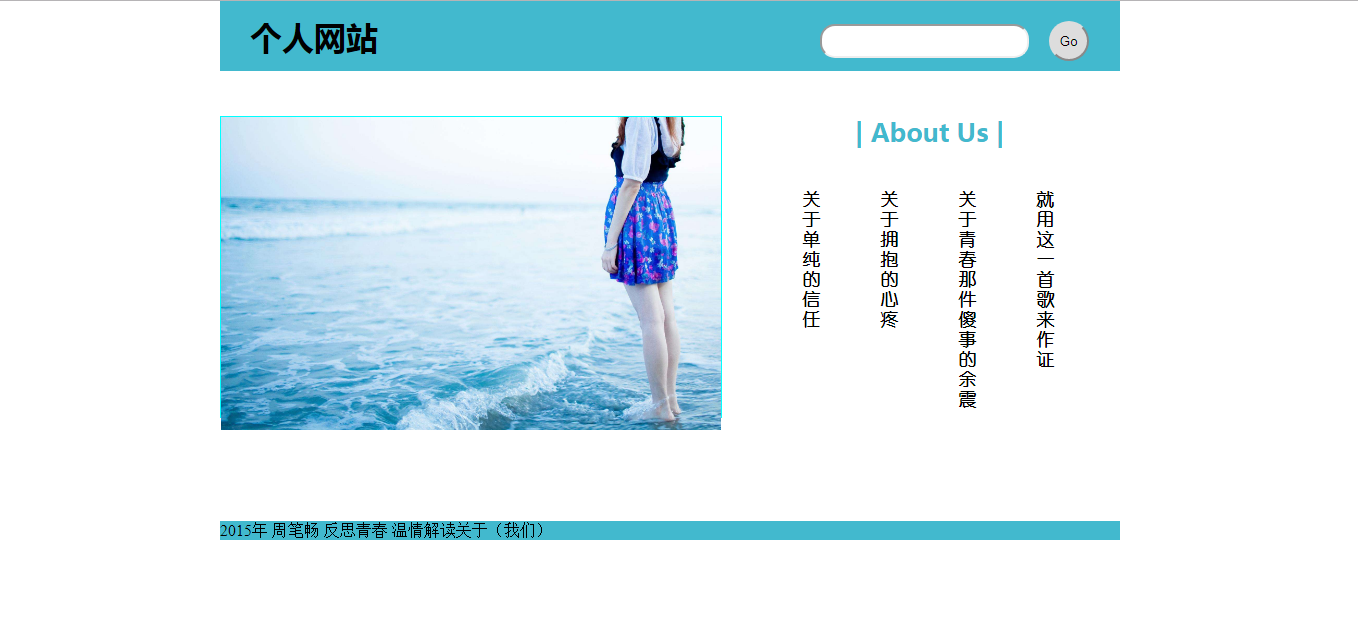 个人网站
Go
| About Us |
关于单纯的信任
关于拥抱的心疼
关于青春那件傻事的余震
就用这一首歌来作证
2015年 周笔畅 反思青春 温情解读关于（我们）